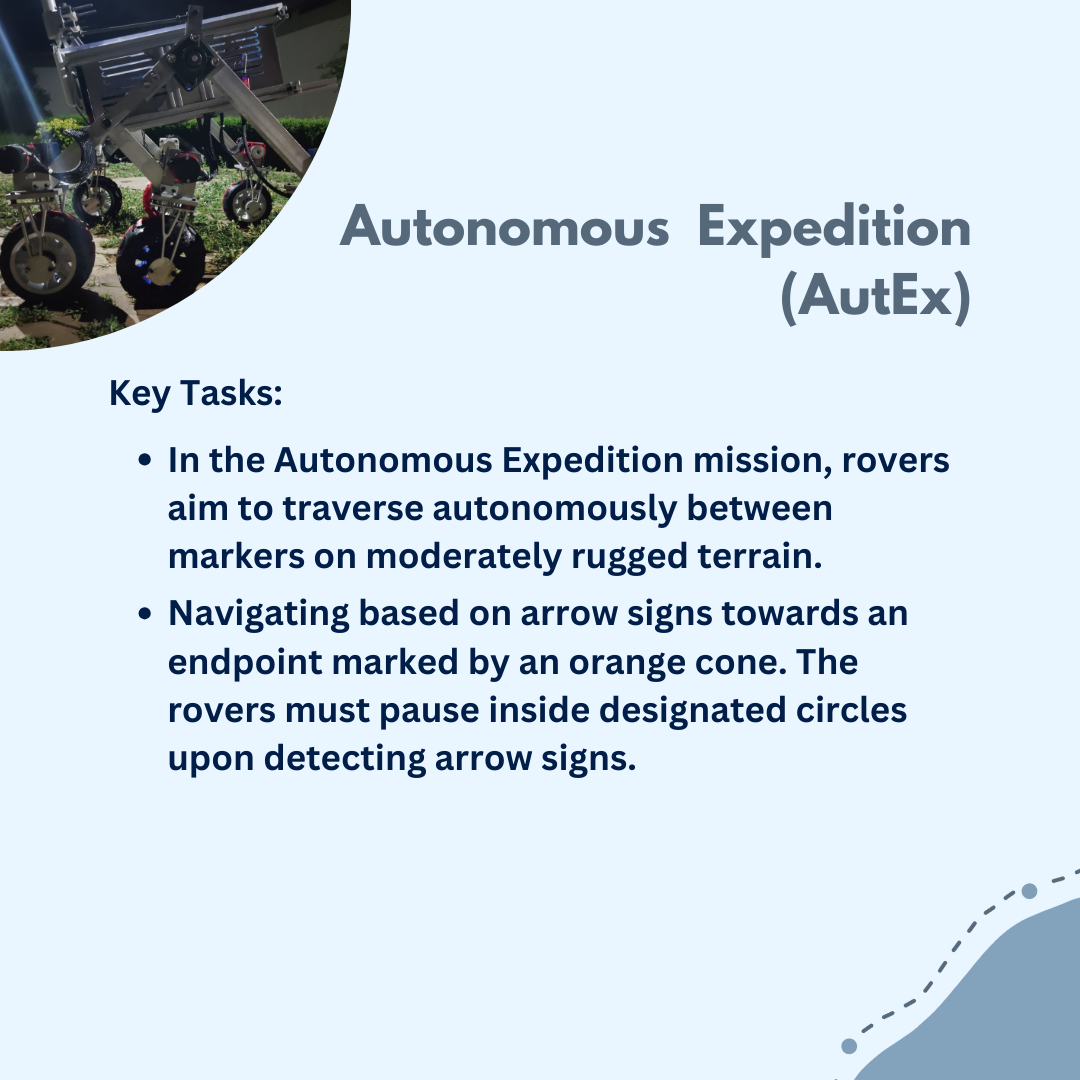 Autonomous Expedition
(AutEx)
Key Tasks:
• In the Autonomous Expedition mission, rovers
aim to traverse autonomously between
markers on moderately rugged terrain.
• Navigating based on arrow signs towards an
endpoint marked by an orange cone. The
rovers must pause inside designated circles
upon detecting arrow signs.